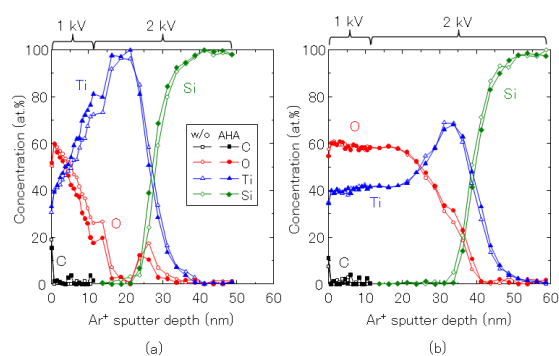 1 kV 2 kV
1 kV 2 kV
100
80
60
40
20
0
Concentration (at.%)
Ti
Si
O
C
w/o AHA
C
O
Ti
Si
0 10 20 30 40 50 60
Ar⁺ sputter depth (nm)
(a)
100
80
60
40
20
0
Concentration (at.%)
O
Ti
Si
C
0 10 20 30 40 50 60
Ar⁺ sputter depth (nm)
(b)